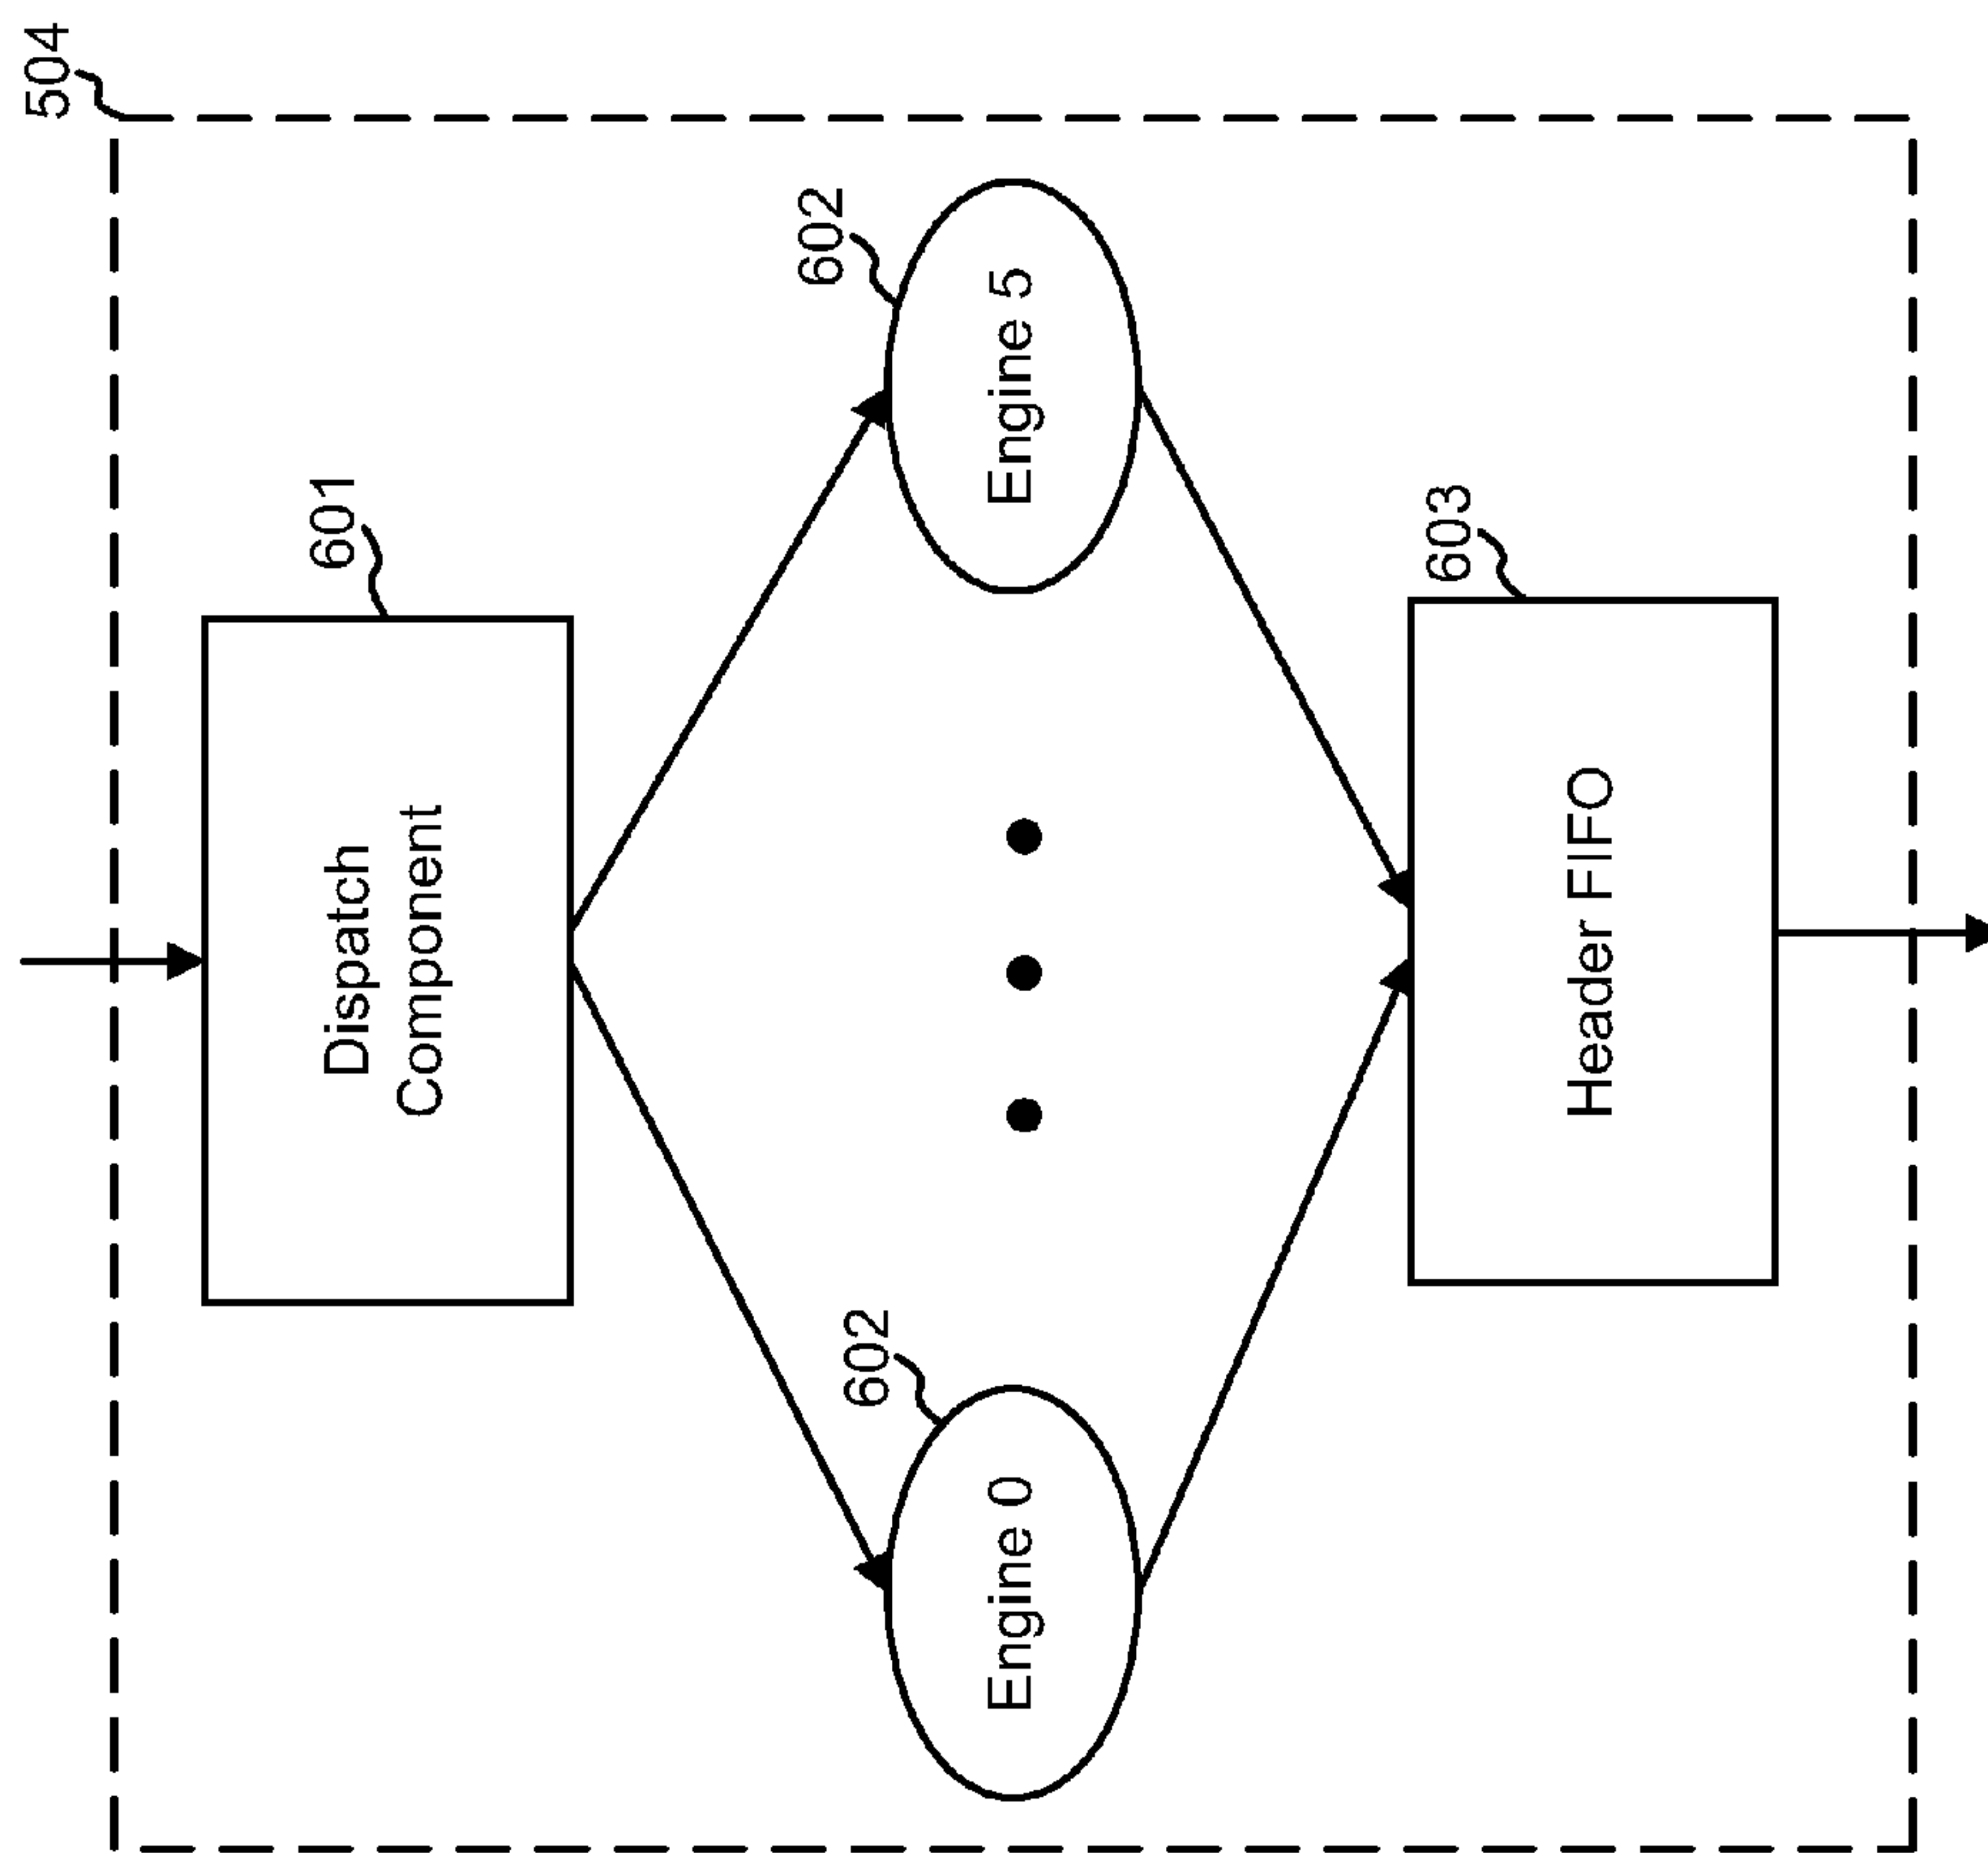 504
601
Dispatch
Component
602
Engine 0
602
Engine 5
603
Header FIFO